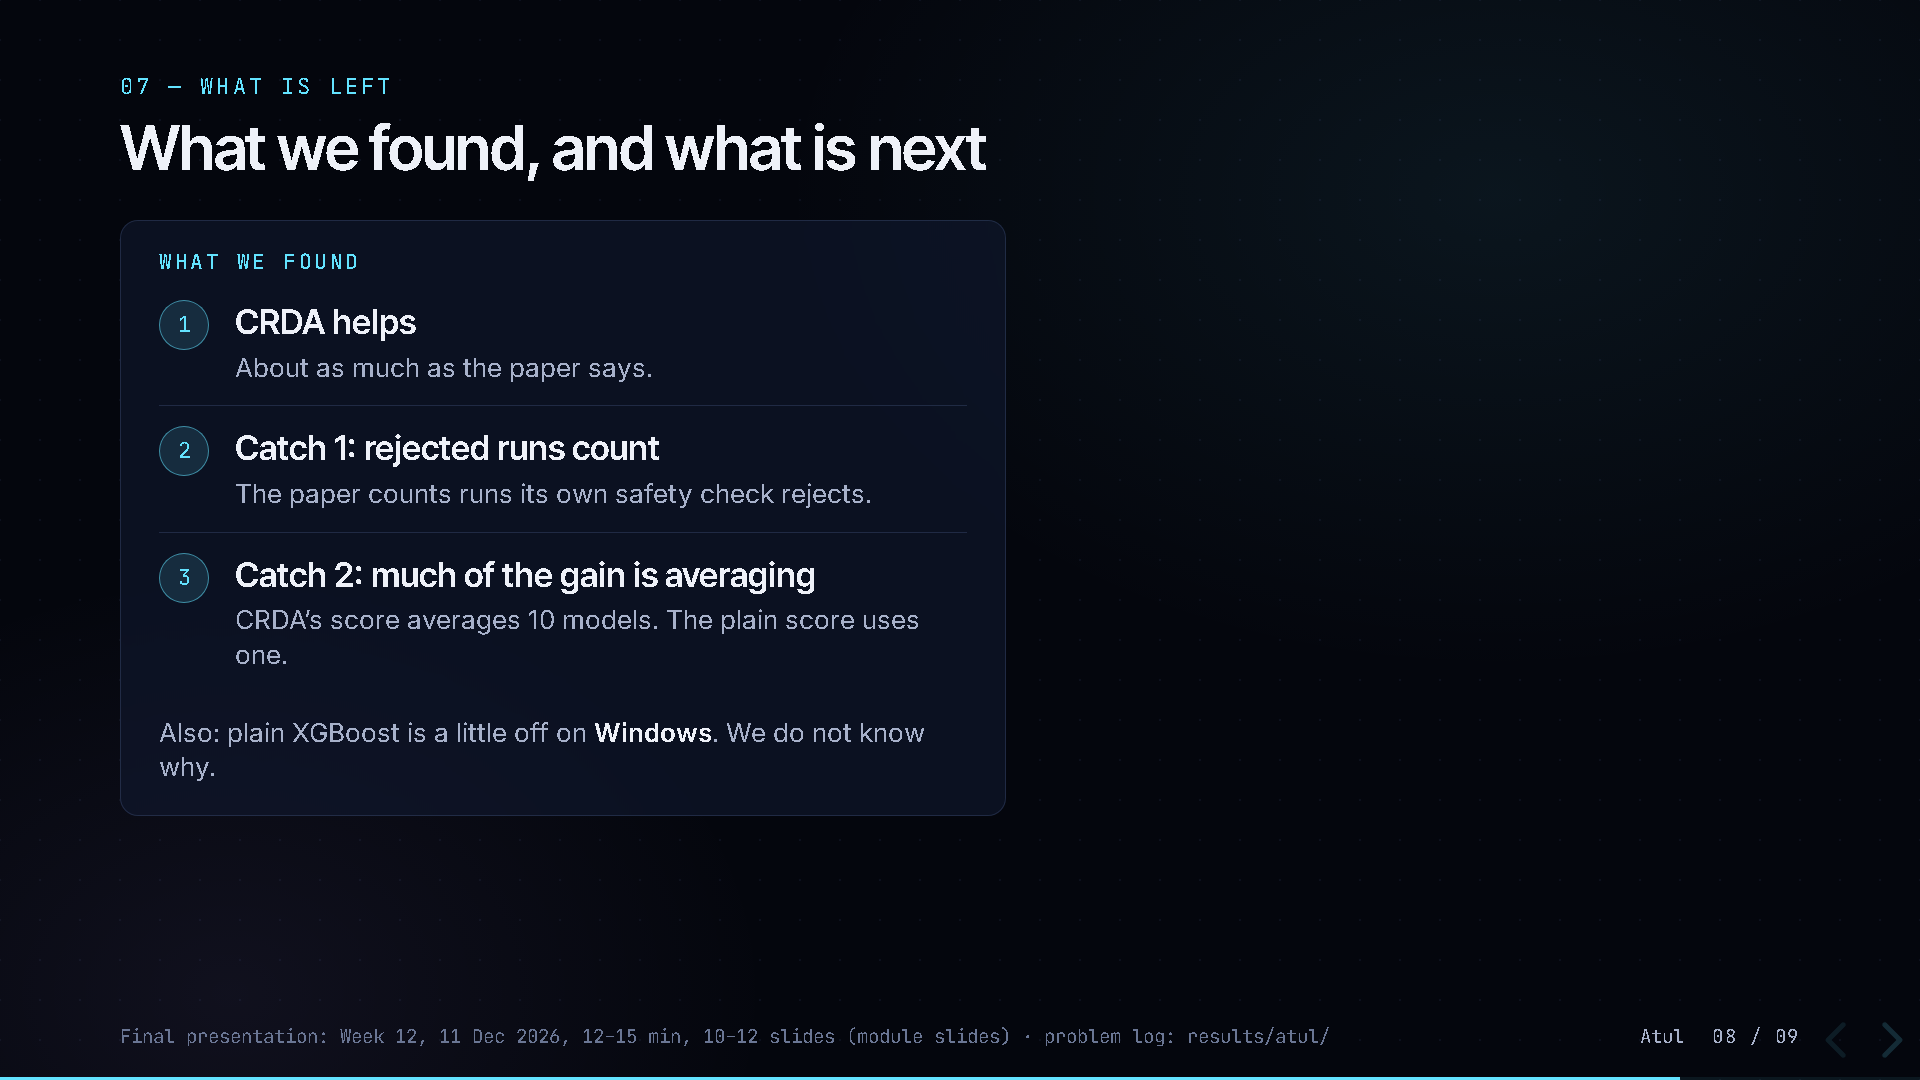 07 — WHAT IS LEFT
What we found, and what is next
WHAT WE FOUND
1
CRDA helps
About as much as the paper says.
2
Catch 1: rejected runs count
The paper counts runs its own safety check rejects.
3
Catch 2: much of the gain is averaging
CRDA’s score averages 10 models. The plain score uses
one.
Also: plain XGBoost is a little off on Windows. We do not know
why.
Final presentation: Week 12, 11 Dec 2026, 12–15 min, 10–12 slides (module slides) · problem log: results/atul/
Atul 08 / 09